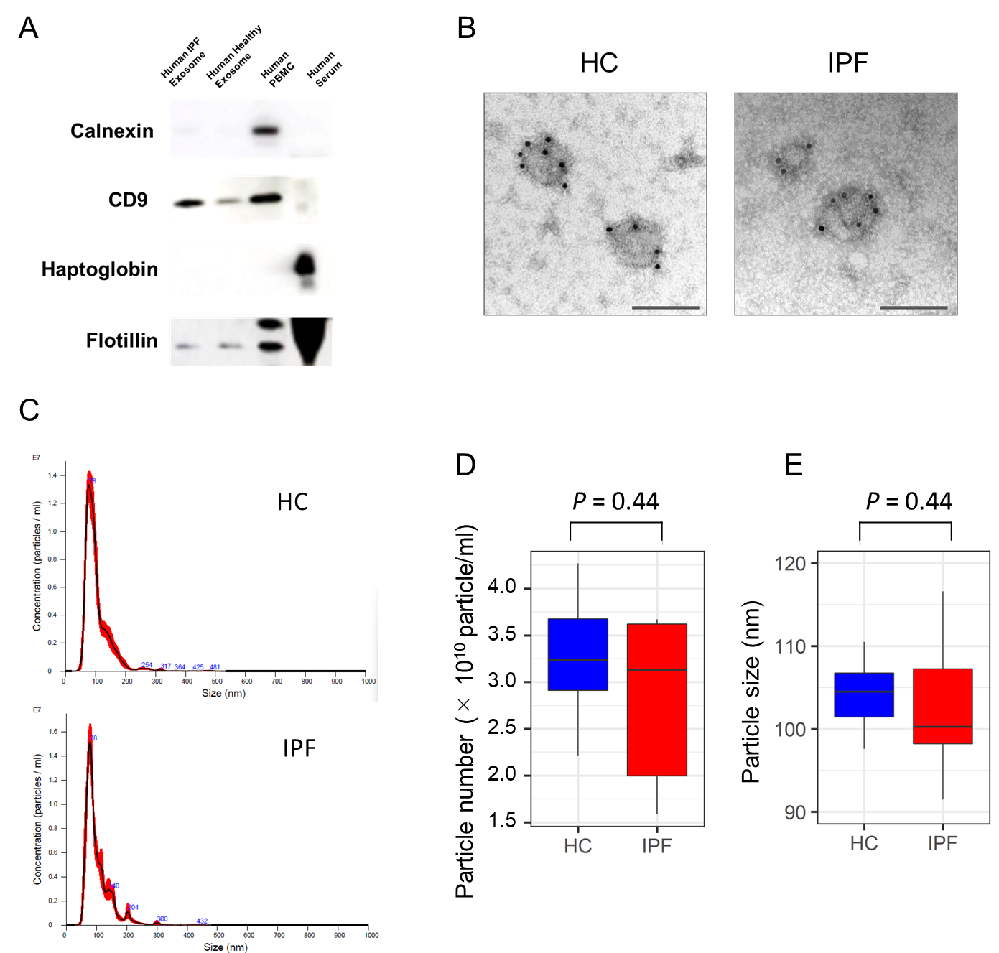 A
Human IPF
Exosome
Human Healthy
Exosome
Human
PBMC
Human
Serum
Calnexin
CD9
Haptoglobin
Flotillin
B
HC
IPF
C
E7
1.4
1.2
1.0
0.8
0.6
0.4
0.2
0
Concentration (particles / ml)
78
254
317
364
425
481
HC
0
100
200
300
400
500
600
700
800
900
1000
Size (nm)
E7
1.6
1.4
1.2
1.0
0.8
0.6
0.4
0.2
0
Concentration (particles / ml)
78
140
204
300
432
IPF
0
100
200
300
400
500
600
700
800
900
1000
Size (nm)
D
P = 0.44
Particle number (× 10¹⁰ particle/ml)
4.0
3.5
3.0
2.5
2.0
1.5
HC
IPF
E
P = 0.44
Particle size (nm)
120
110
100
90
HC
IPF